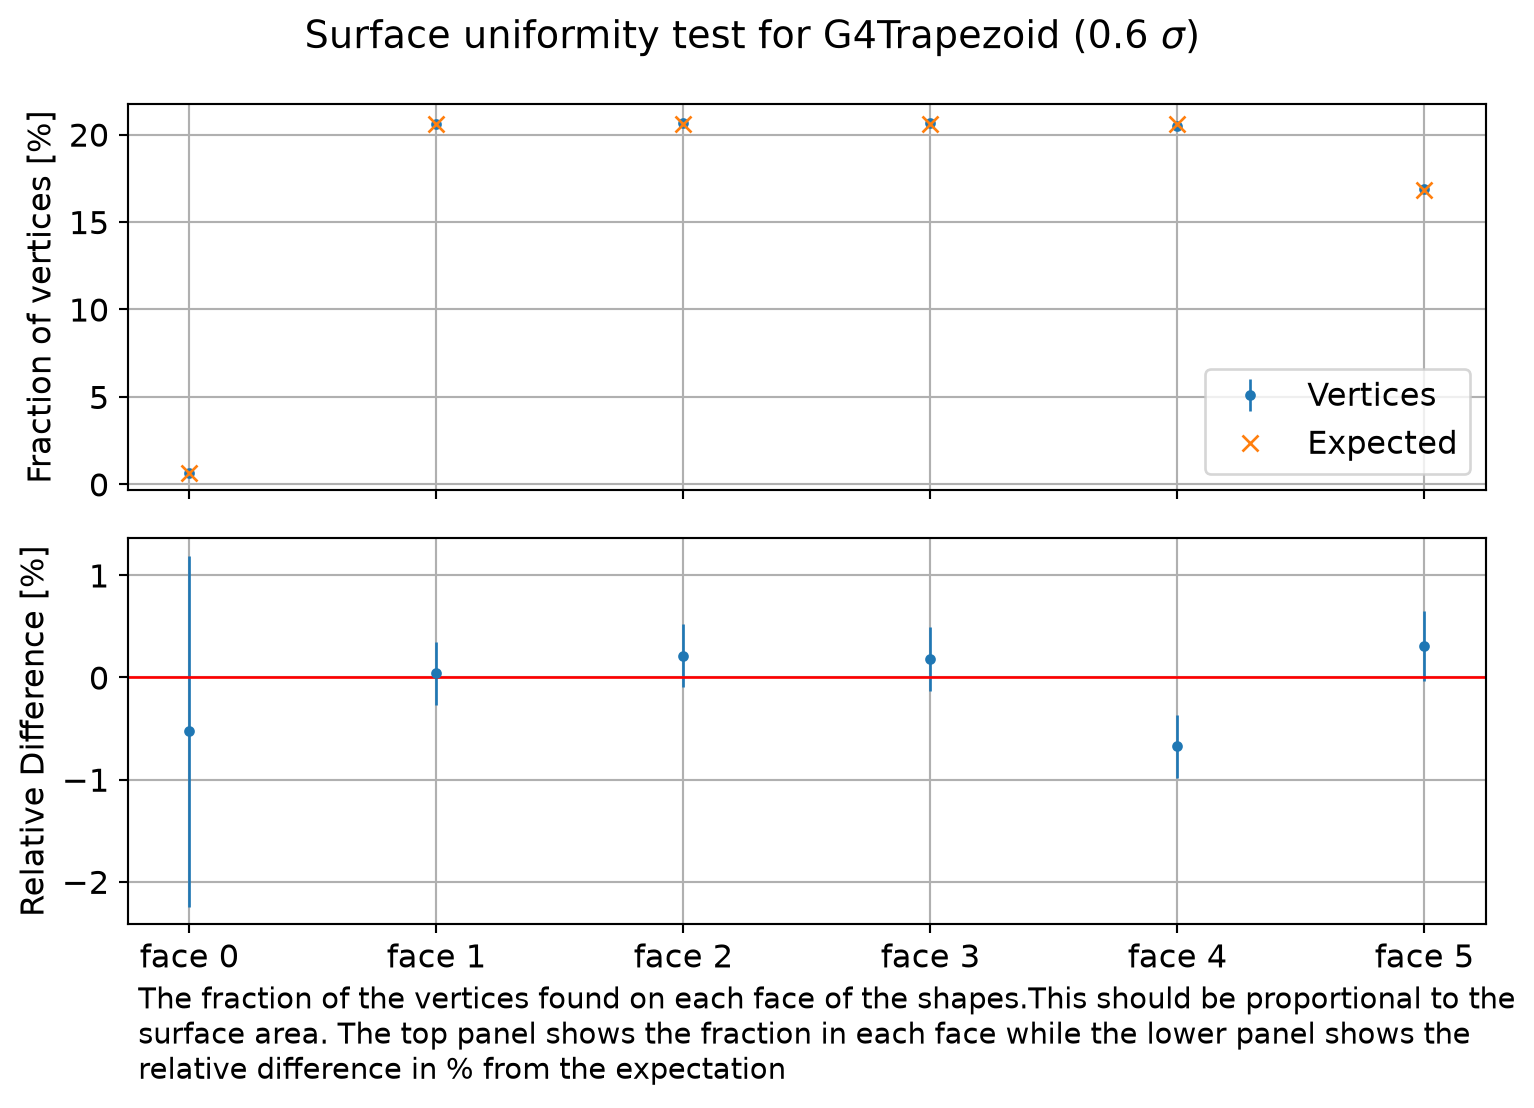 Surface uniformity test for G4Trapezoid (0.6 σ)
Fraction of vertices [%]
20
15
10
5
0
Vertices
Expected
Relative Difference [%]
1
0
−1
−2
face 0 face 1 face 2 face 3 face 4 face 5
The fraction of the vertices found on each face of the shapes.This should be proportional to the
surface area. The top panel shows the fraction in each face while the lower panel shows the
relative difference in % from the expectation